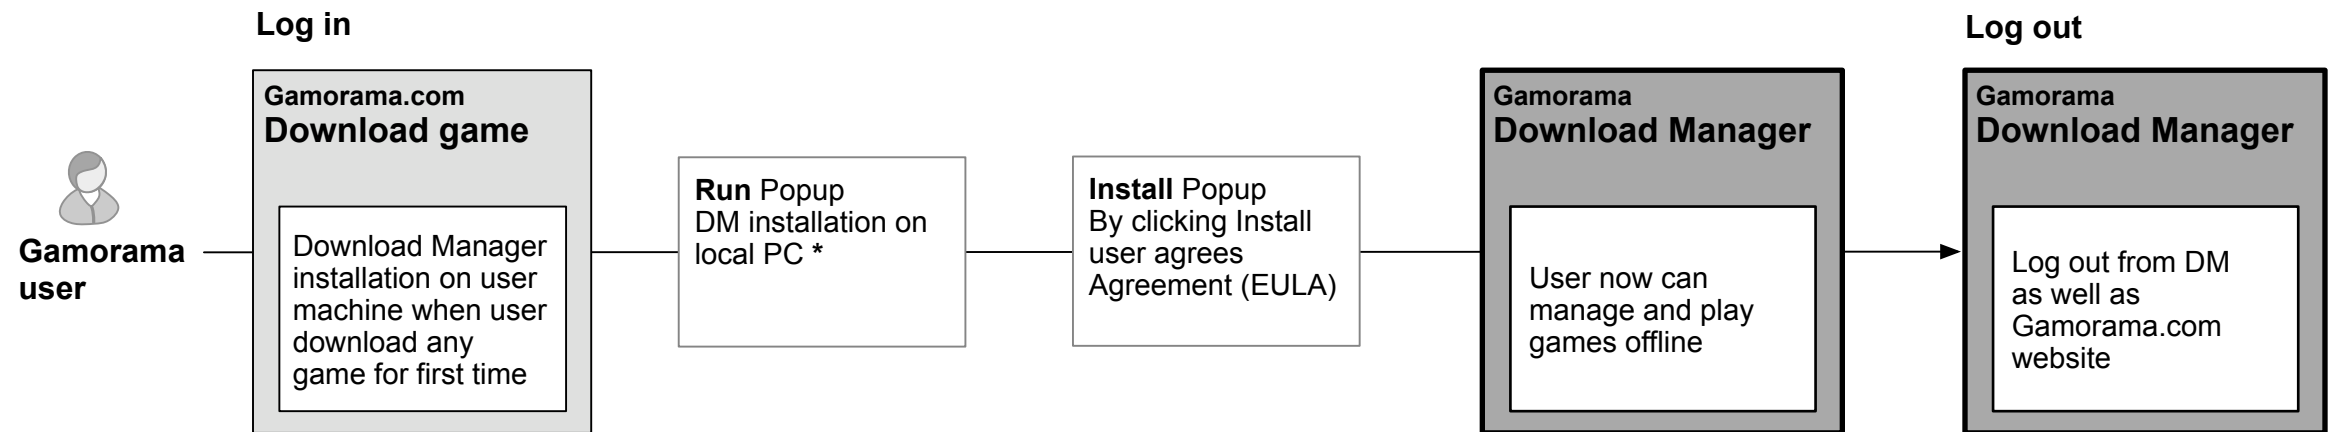 Log in
Log out
Gamorama
user
Gamorama.com
Download game
Download Manager
installation on user
machine when user
download any
game for first time
Run Popup
DM installation on
local PC *
Install Popup
By clicking Install
user agrees
Agreement (EULA)
Gamorama
Download Manager
User now can
manage and play
games offline
Gamorama
Download Manager
Log out from DM
as well as
Gamorama.com
website